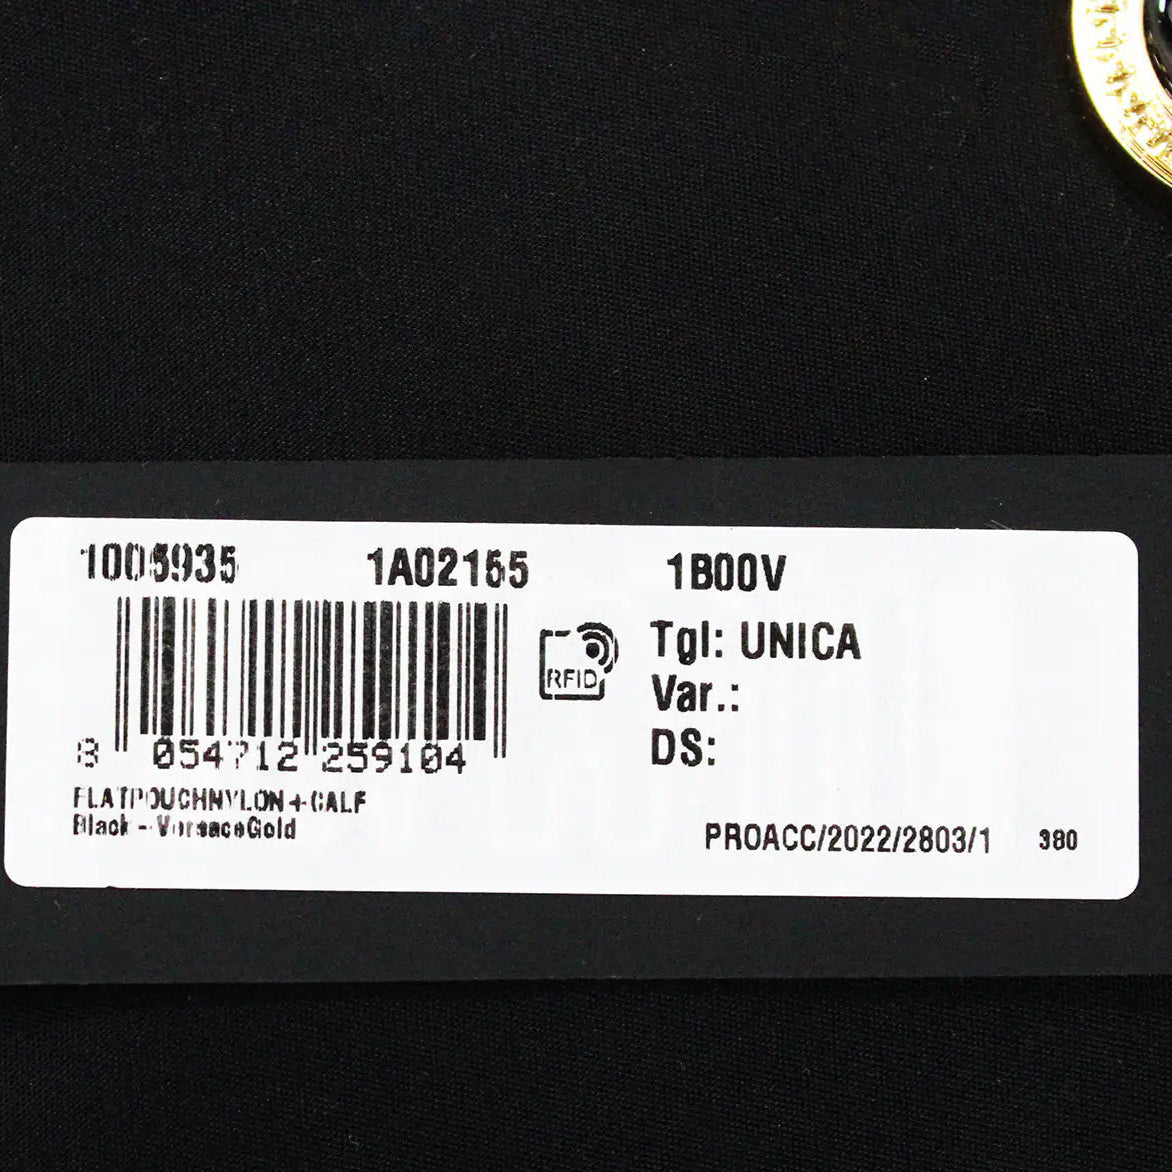 1005935 1A02165 1B00V
RFID
Tgl: UNICA
Var.:
DS:
8 054712 259104
FLATPOUCHNYLON+CALF
Black-VersaceGold
PROACC/2022/2803/1 380